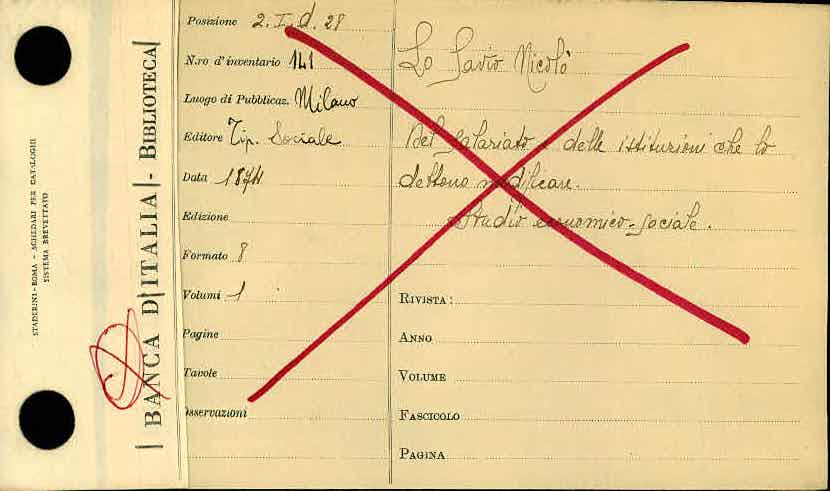 STADERINI - ROMA - SCHEDARI PER CATALOGHI
SISTEMA BREVETTATO
BANCA D'ITALIA - BIBLIOTECA
Posizione 2. I. d. 28
N.ro d'inventario 141
Luogo di Pubblicaz. Milano
Editore Tip. Sociale
Data 1874
Edizione
Formato 8
Volumi 1
Pagine
Tavole
Osservazioni
Lo Savio Nicolò
Del salariato e delle istituzioni che lo
debbono modificare.
Studio economico-sociale.
RIVISTA:
ANNO
VOLUME
FASCICOLO
PAGINA